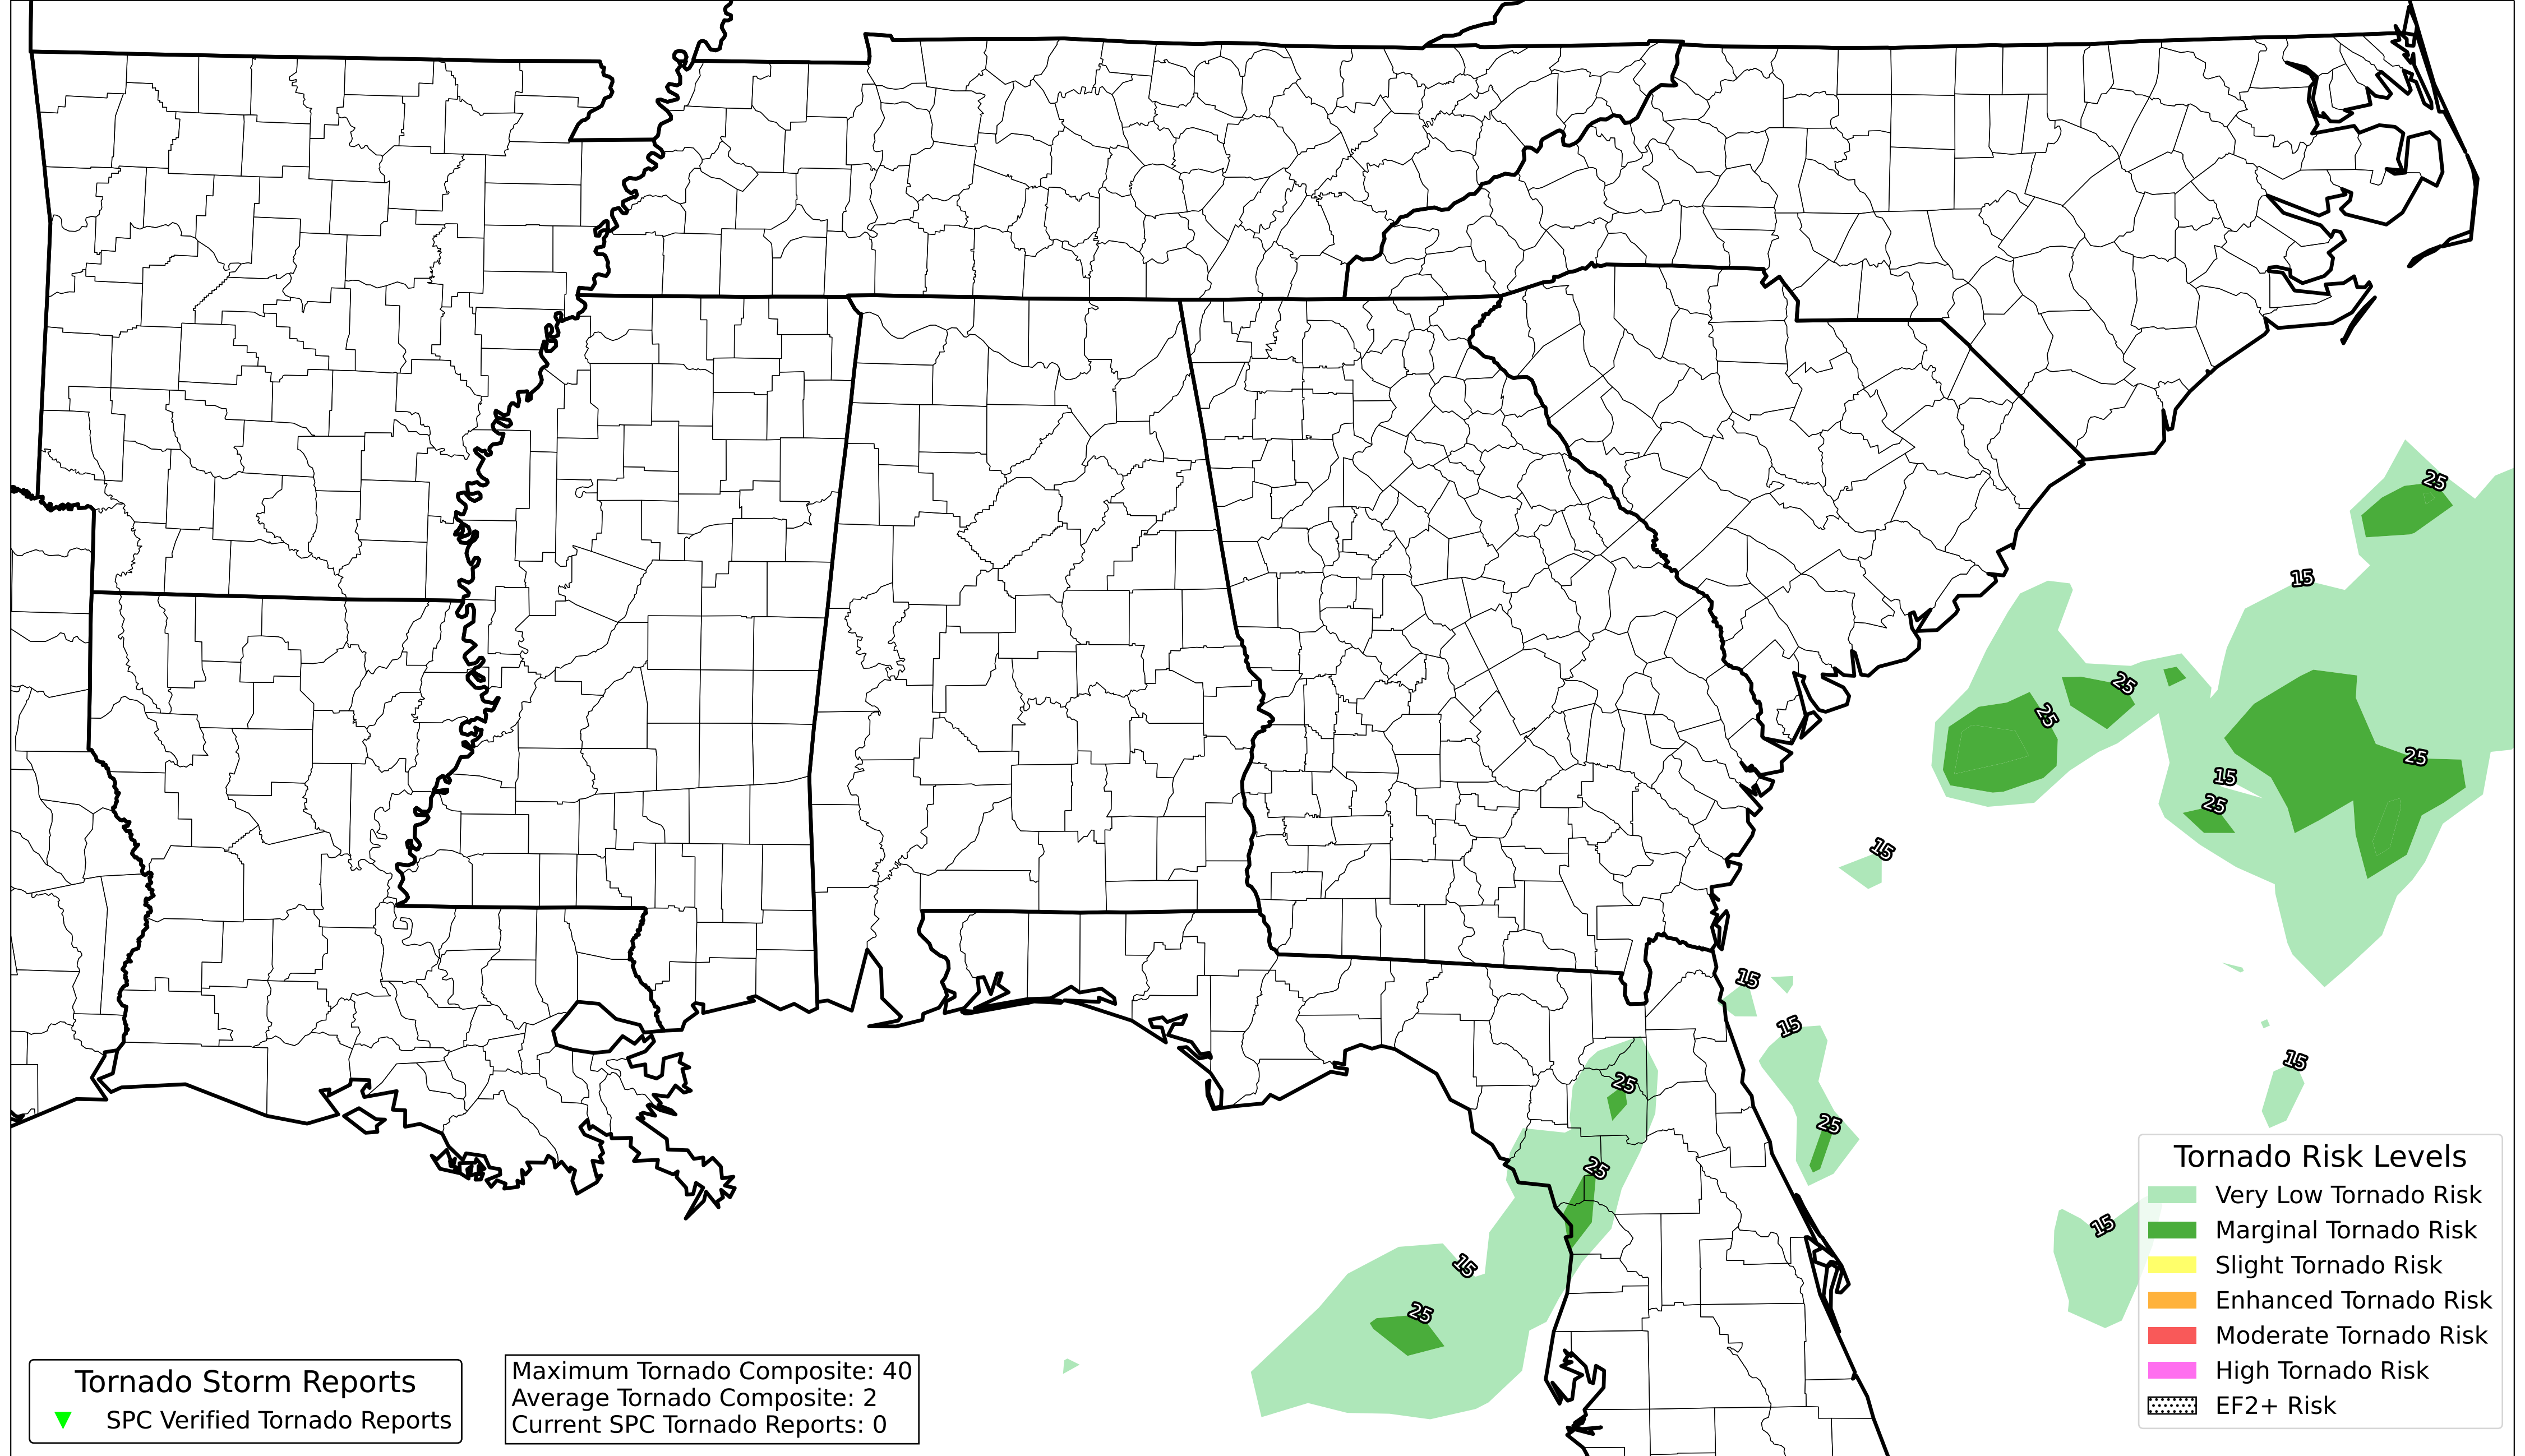 25
15
25
25
25
15
25
15
15
15
25
15
25
25
15
15
25
Tornado Risk Levels
Very Low Tornado Risk
Marginal Tornado Risk
Slight Tornado Risk
Enhanced Tornado Risk
Moderate Tornado Risk
High Tornado Risk
EF2+ Risk
Tornado Storm Reports
SPC Verified Tornado Reports
Maximum Tornado Composite: 40
Average Tornado Composite: 2
Current SPC Tornado Reports: 0